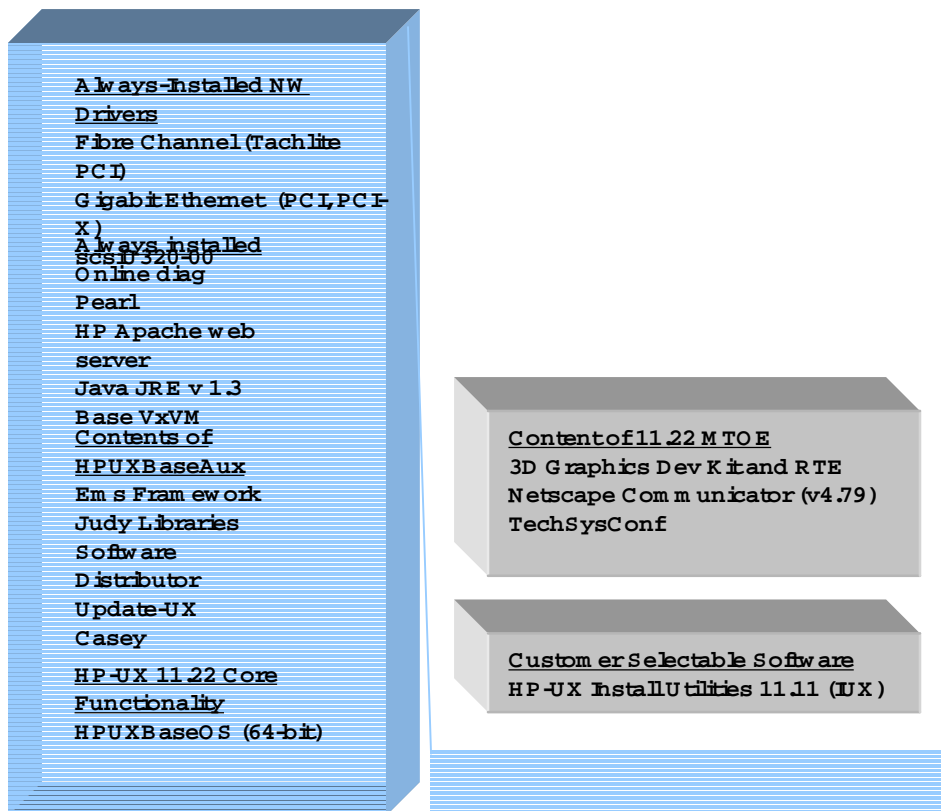 Always-Installed NW
Drivers
Fibre Channel (Tachlite
PCI)
Gigabit Ethernet (PCI, PCI-
X)
Always installed
scsiU320-00
Online diag
Pearl
HP Apache web
server
Java JRE v 1.3
Base VxVM
Contents of
HPUXBaseAux
Ems Framework
Judy Libraries
Software
Distributor
Update-UX
Casey
HP-UX 11.22 Core
Functionality
HPUXBaseOS (64-bit)
Content of 11.22 MTOE
3D Graphics Dev Kit and RTE
Netscape Communicator (v4.79)
TechSysConf
Customer Selectable Software
HP-UX Install Utilities 11.11 (IUX)